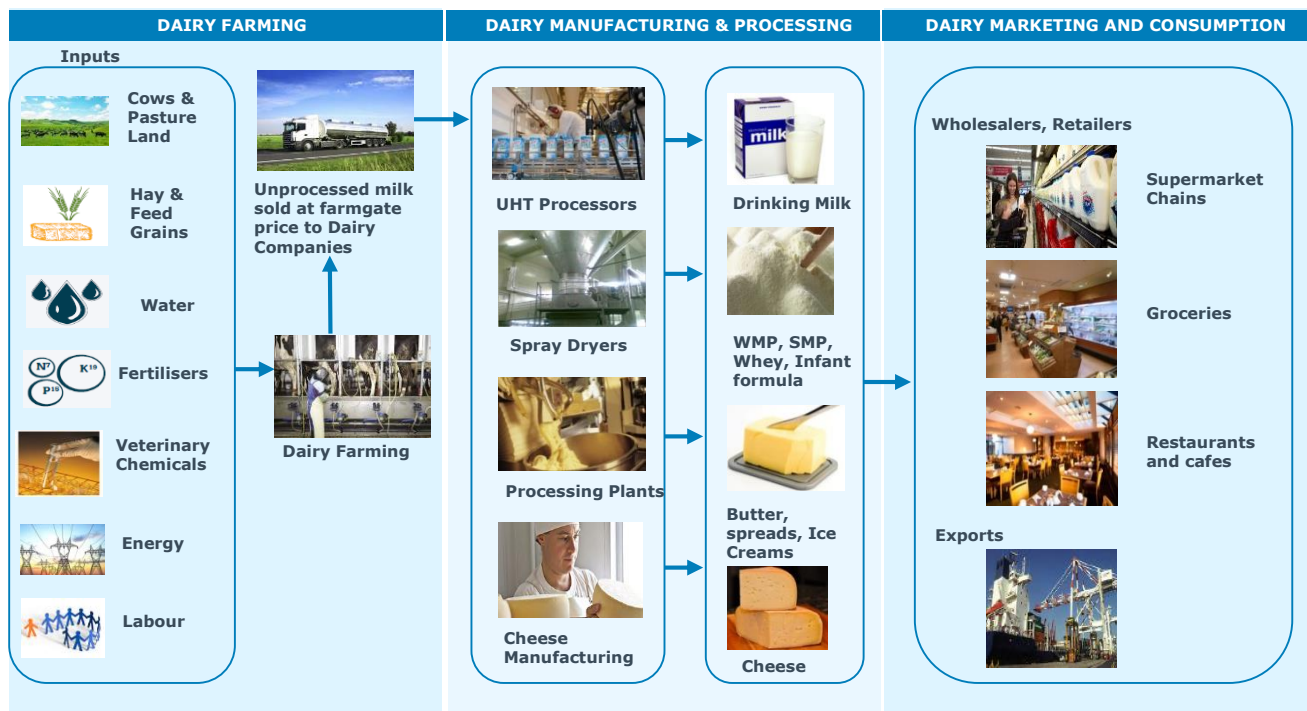 DAIRY FARMING
DAIRY MANUFACTURING & PROCESSING
DAIRY MARKETING AND CONSUMPTION
Inputs
Cows &
Pasture
Land
Hay &
Feed
Grains
Water
N7
K19
P15
Fertilisers
Veterinary
Chemicals
Energy
Labour
Unprocessed milk
sold at farmgate
price to Dairy
Companies
Dairy Farming
UHT Processors
Spray Dryers
Processing Plants
Cheese
Manufacturing
milk
Drinking Milk
WMP, SMP,
Whey, Infant
formula
Butter,
spreads, Ice
Creams
Cheese
Wholesalers, Retailers
Supermarket
Chains
Groceries
Restaurants
and cafes
Exports